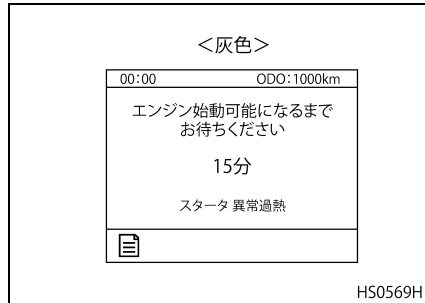 ＜灰色＞
00:00 ODO:1000km
エンジン始動可能になるまで
お待ちください
15分
スタータ 異常過熱
HS0569H